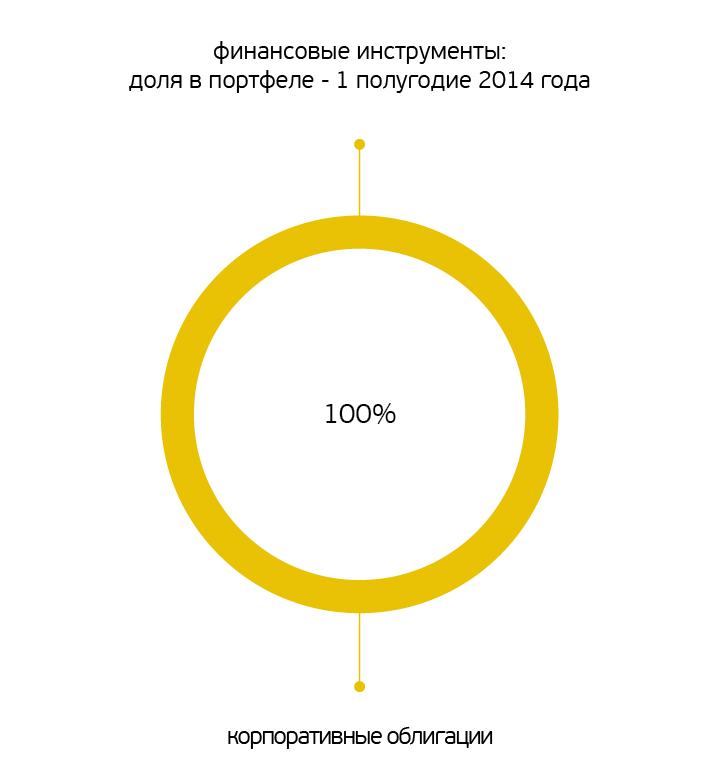 финансовые инструменты:
доля в портфеле - 1 полугодие 2014 года
100%
корпоративные облигации